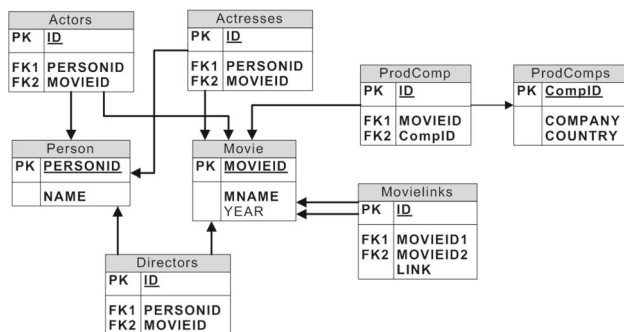 Actors
PK ID
FK1 PERSONID
FK2 MOVIEID
Actresses
PK ID
FK1 PERSONID
FK2 MOVIEID
ProdComp
PK ID
FK1 MOVIEID
FK2 CompID
ProdComps
PK CompID
COMPANY
COUNTRY
Person
PK PERSONID
NAME
Movie
PK MOVIEID
MNAME
YEAR
Movielinks
PK ID
FK1 MOVIEID1
FK2 MOVIEID2
LINK
Directors
PK ID
FK1 PERSONID
FK2 MOVIEID